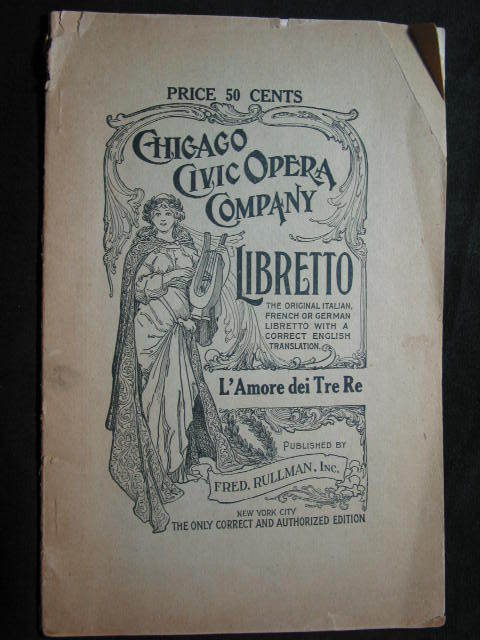 PRICE 50 CENTS
CHICAGO
CIVIC OPERA
COMPANY
LIBRETTO
THE ORIGINAL ITALIAN,
FRENCH OR GERMAN
LIBRETTO WITH A
CORRECT ENGLISH
TRANSLATION.
L'Amore dei Tre Re
PUBLISHED BY
FRED. RULLMAN, INC.
NEW YORK CITY
THE ONLY CORRECT AND AUTHORIZED EDITION